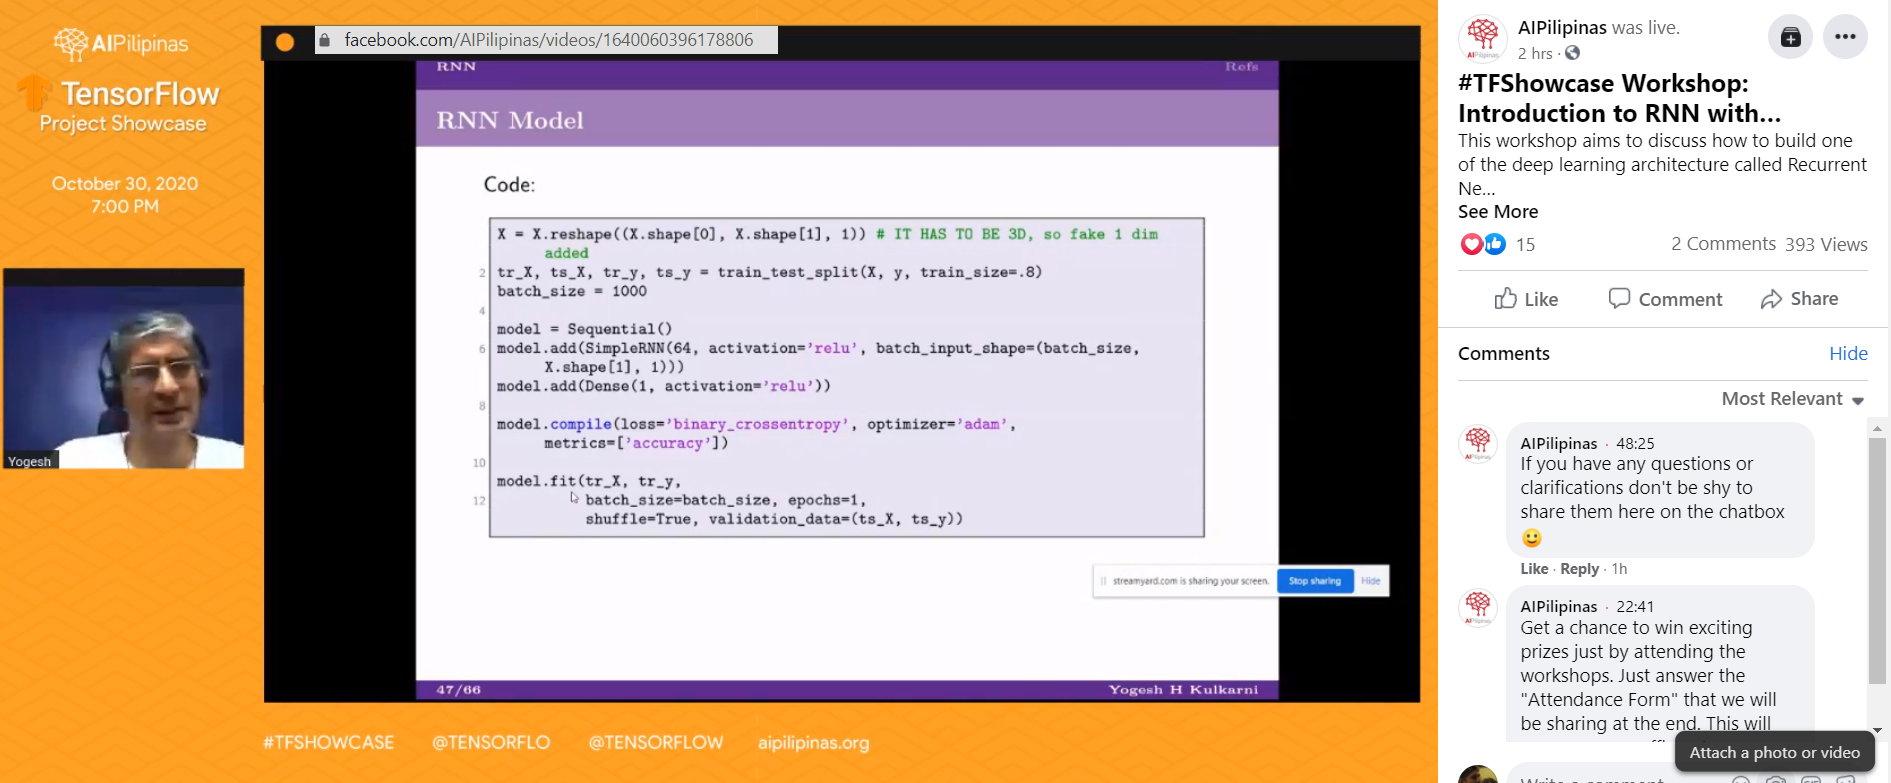 AIPilipinas
TensorFlow
Project Showcase
October 30, 2020
7:00 PM
Yogesh
facebook.com/AIPilipinas/videos/1640060396178806
RNN
Refs
RNN Model
Code:
X = X.reshape((X.shape[0], X.shape[1], 1)) # IT HAS TO BE 3D, so fake 1 dim
added
2 tr_X, ts_X, tr_y, ts_y = train_test_split(X, y, train_size=.8)
batch_size = 1000
4
model = Sequential()
6 model.add(SimpleRNN(64, activation='relu', batch_input_shape=(batch_size,
X.shape[1], 1)))
model.add(Dense(1, activation='relu'))
8
model.compile(loss='binary_crossentropy', optimizer='adam',
metrics=['accuracy'])
10
model.fit(tr_X, tr_y,
12 batch_size=batch_size, epochs=1,
shuffle=True, validation_data=(ts_X, ts_y))
streamyard.com is sharing your screen. Stop sharing Hide
47/66
Yogesh H Kulkarni
#TFSHOWCASE @TENSORFLO @TENSORFLOW aipilipinas.org
AIPilipinas was live.
2 hrs ·
#TFShowcase Workshop:
Introduction to RNN with...
This workshop aims to discuss how to build one
of the deep learning architecture called Recurrent
Ne...
See More
15
2 Comments 393 Views
Like Comment Share
Comments Hide
Most Relevant
AIPilipinas · 48:25
If you have any questions or
clarifications don't be shy to
share them here on the chatbox
Like · Reply · 1h
AIPilipinas · 22:41
Get a chance to win exciting
prizes just by attending the
workshops. Just answer the
"Attendance Form" that we will
be sharing at the end. This will
Attach a photo or video
Write a comment